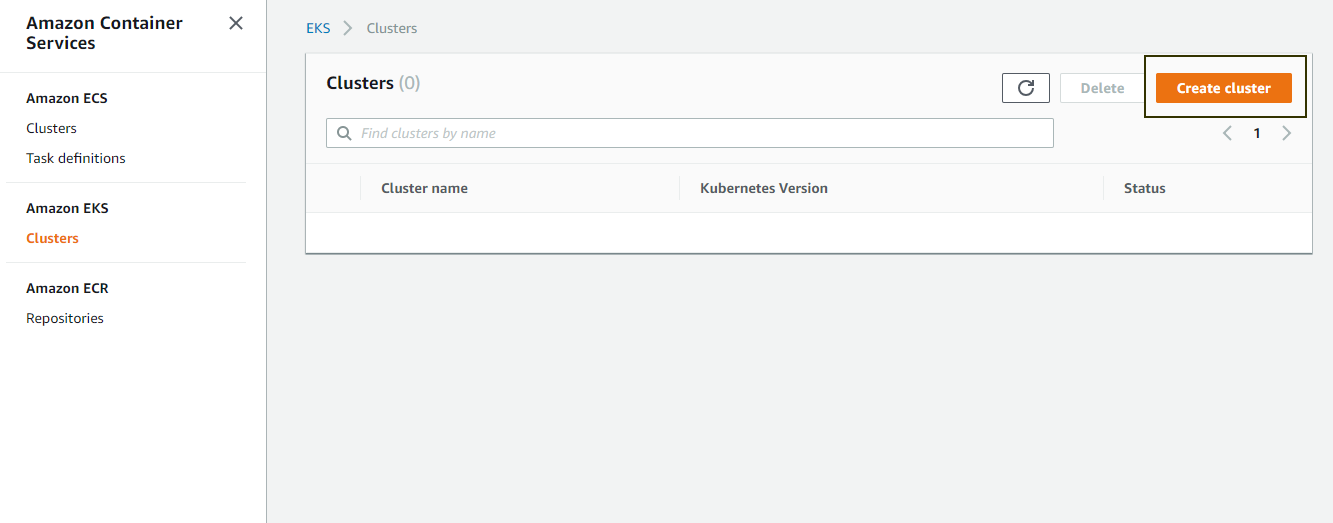 Amazon Container
Services
Amazon ECS
Clusters
Task definitions
Amazon EKS
Clusters
Amazon ECR
Repositories
EKS Clusters
Clusters (0)
Delete
Create cluster
Find clusters by name
1
Cluster name Kubernetes Version Status